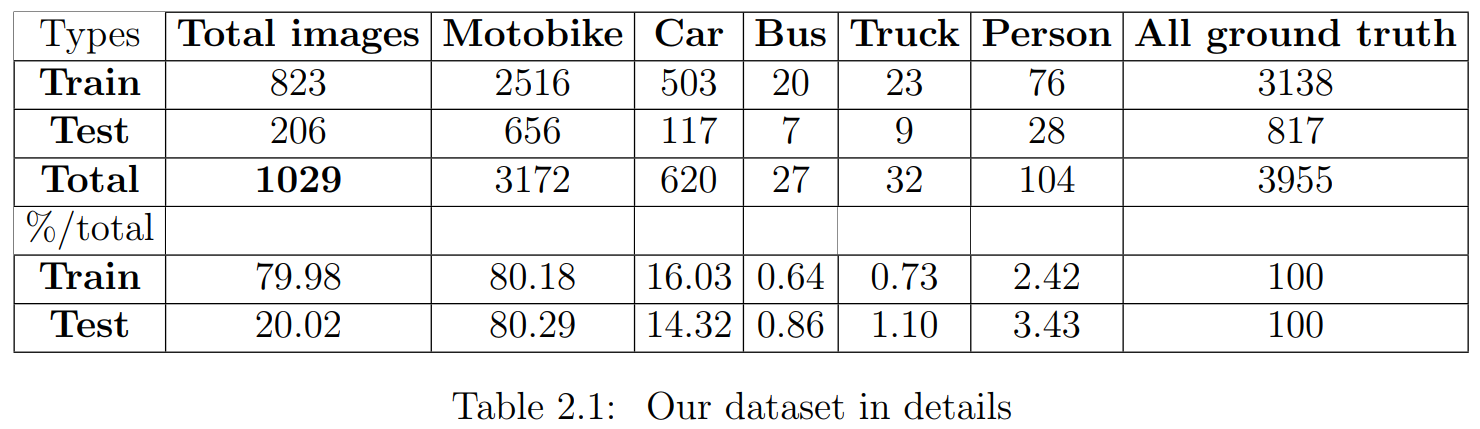 Types Total images Motobike Car Bus Truck Person All ground truth
Train 823 2516 503 20 23 76 3138
Test 206 656 117 7 9 28 817
Total 1029 3172 620 27 32 104 3955
%/total
Train 79.98 80.18 16.03 0.64 0.73 2.42 100
Test 20.02 80.29 14.32 0.86 1.10 3.43 100
Table 2.1: Our dataset in details